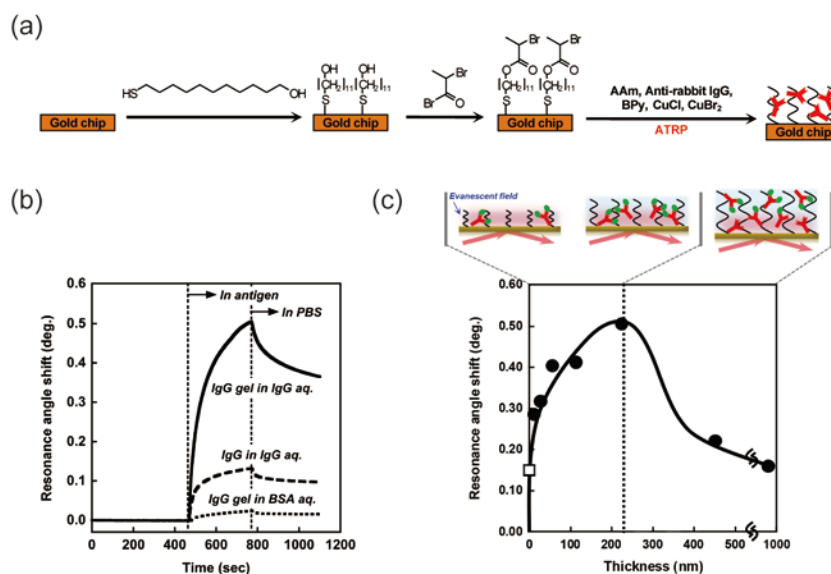 (a)
HS
OH
OH OH
[CH2]11 [CH2]11
S S
Gold chip
Gold chip
Br
Br O
Br Br
O O
O O
[CH2]11 [CH2]11
S S
Gold chip
AAm, Anti-rabbit IgG,
BPy, CuCl, CuBr2
ATRP
Gold chip
(b)
Resonance angle shift (deg.)
0.6
0.5
0.4
0.3
0.2
0.1
0.0
In antigen
In PBS
IgG gel in IgG aq.
IgG in IgG aq.
IgG gel in BSA aq.
0 200 400 600 800 1000 1200
Time (sec)
(c)
Evanescent field
Resonance angle shift (deg.)
0.60
0.50
0.40
0.30
0.20
0.10
0.00
0 100 200 300 400 500 1000
Thickness (nm)